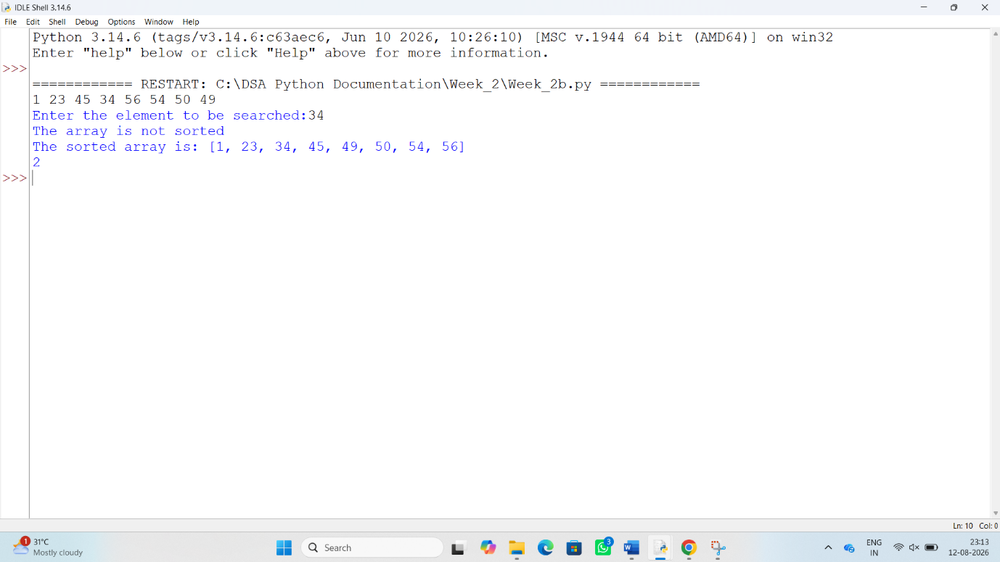 IDLE Shell 3.14.6
File Edit Shell Debug Options Window Help
Python 3.14.6 (tags/v3.14.6:c63aec6, Jun 10 2026, 10:26:10) [MSC v.1944 64 bit (AMD64)] on win32
Enter "help" below or click "Help" above for more information.
>>>
============ RESTART: C:\DSA Python Documentation\Week_2\Week_2b.py ============
1 23 45 34 56 54 50 49
Enter the element to be searched:34
The array is not sorted
The sorted array is: [1, 23, 34, 45, 49, 50, 54, 56]
2
>>>
Ln: 10 Col: 0
1
31°C
Mostly cloudy
Search
3
W
ENG
IN
23:13
12-08-2026